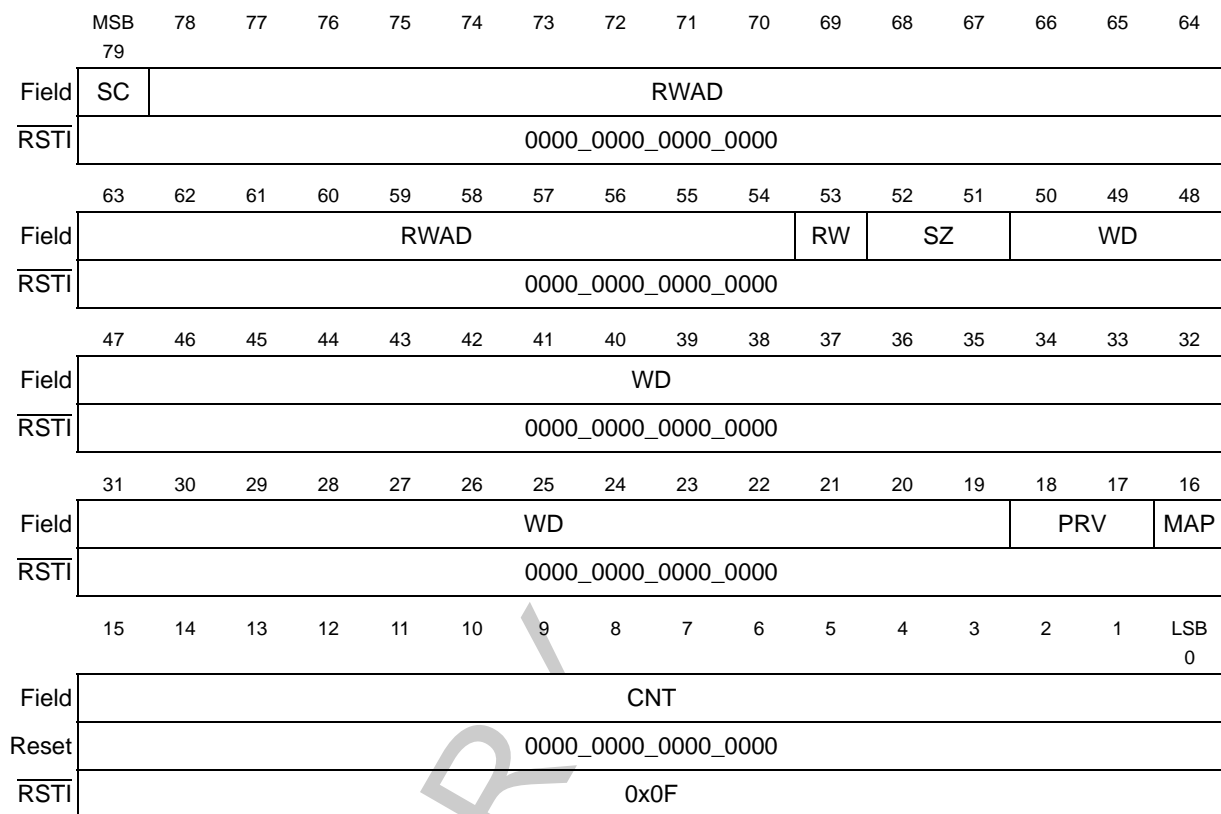 MSB 78 77 76 75 74 73 72 71 70 69 68 67 66 65 64
79
Field SC RWAD
RSTI 0000_0000_0000_0000
63 62 61 60 59 58 57 56 55 54 53 52 51 50 49 48
Field RWAD RW SZ WD
RSTI 0000_0000_0000_0000
47 46 45 44 43 42 41 40 39 38 37 36 35 34 33 32
Field WD
RSTI 0000_0000_0000_0000
31 30 29 28 27 26 25 24 23 22 21 20 19 18 17 16
Field WD PRV MAP
RSTI 0000_0000_0000_0000
15 14 13 12 11 10 9 8 7 6 5 4 3 2 1 LSB
0
Field CNT
Reset 0000_0000_0000_0000
RSTI 0x0F
R